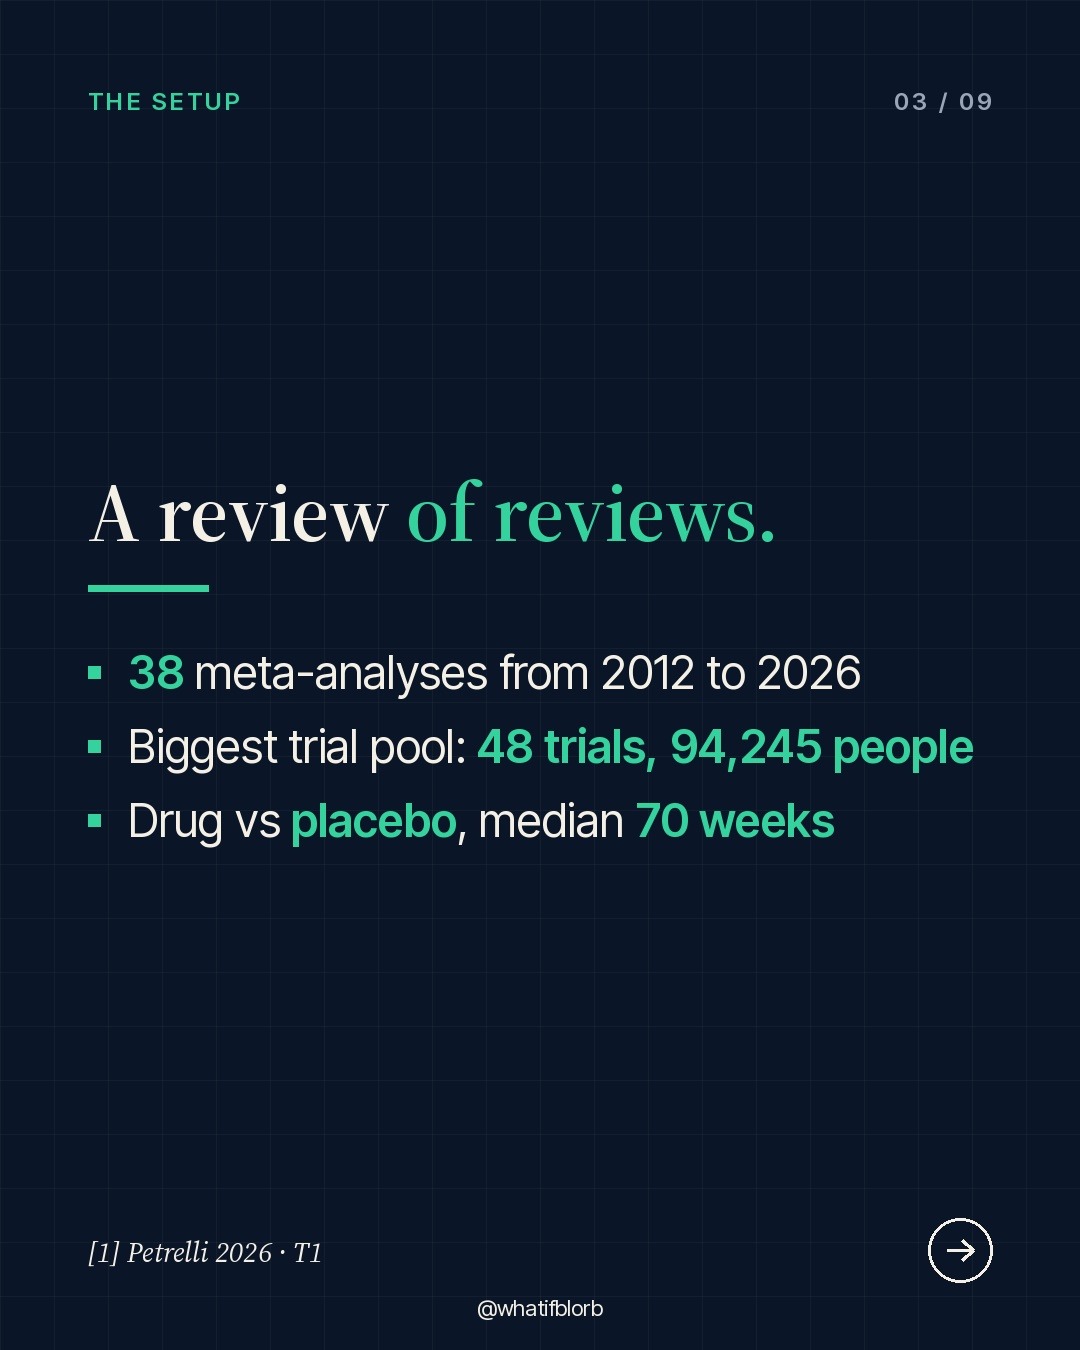 THE SETUP
03 / 09
A review of reviews.
38 meta-analyses from 2012 to 2026
Biggest trial pool: 48 trials, 94,245 people
Drug vs placebo, median 70 weeks
[1] Petrelli 2026 · T1
@whatifblorb